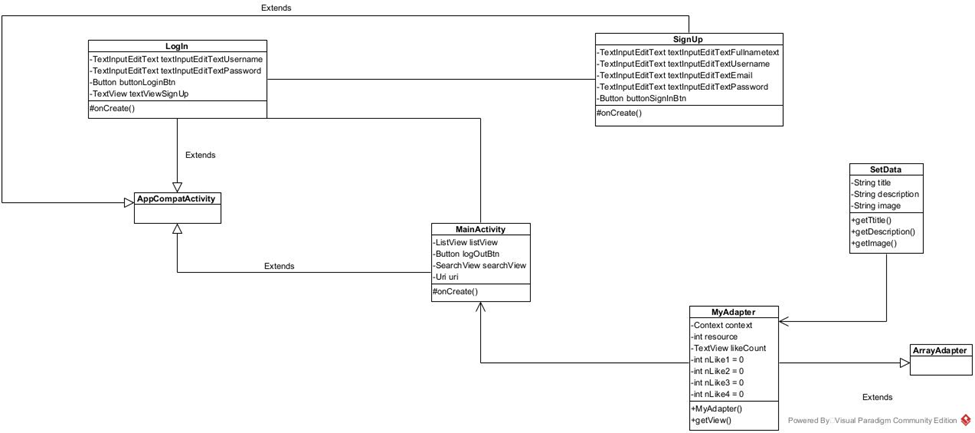 Extends
LogIn
-TextInputEditText textInputEditTextUsername
-TextInputEditText textInputEditTextPassword
-Button buttonLoginBtn
-TextView textViewSignUp
#onCreate()
SignUp
-TextInputEditText textInputEditTextFullnametext
-TextInputEditText textInputEditTextUsername
-TextInputEditText textInputEditTextEmail
-TextInputEditText textInputEditTextPassword
-Button buttonSignInBtn
#onCreate()
Extends
AppCompatActivity
SetData
-String title
-String description
-String image
+getTtitle()
+getDescription()
+getImage()
MainActivity
-ListView listView
-Button logOutBtn
-SearchView searchView
-Uri uri
#onCreate()
Extends
MyAdapter
-Context context
-int resource
-TextView likeCount
-int nLike1 = 0
-int nLike2 = 0
-int nLike3 = 0
-int nLike4 = 0
+MyAdapter()
+getView()
ArrayAdapter
Extends
Powered By: Visual Paradigm Community Edition